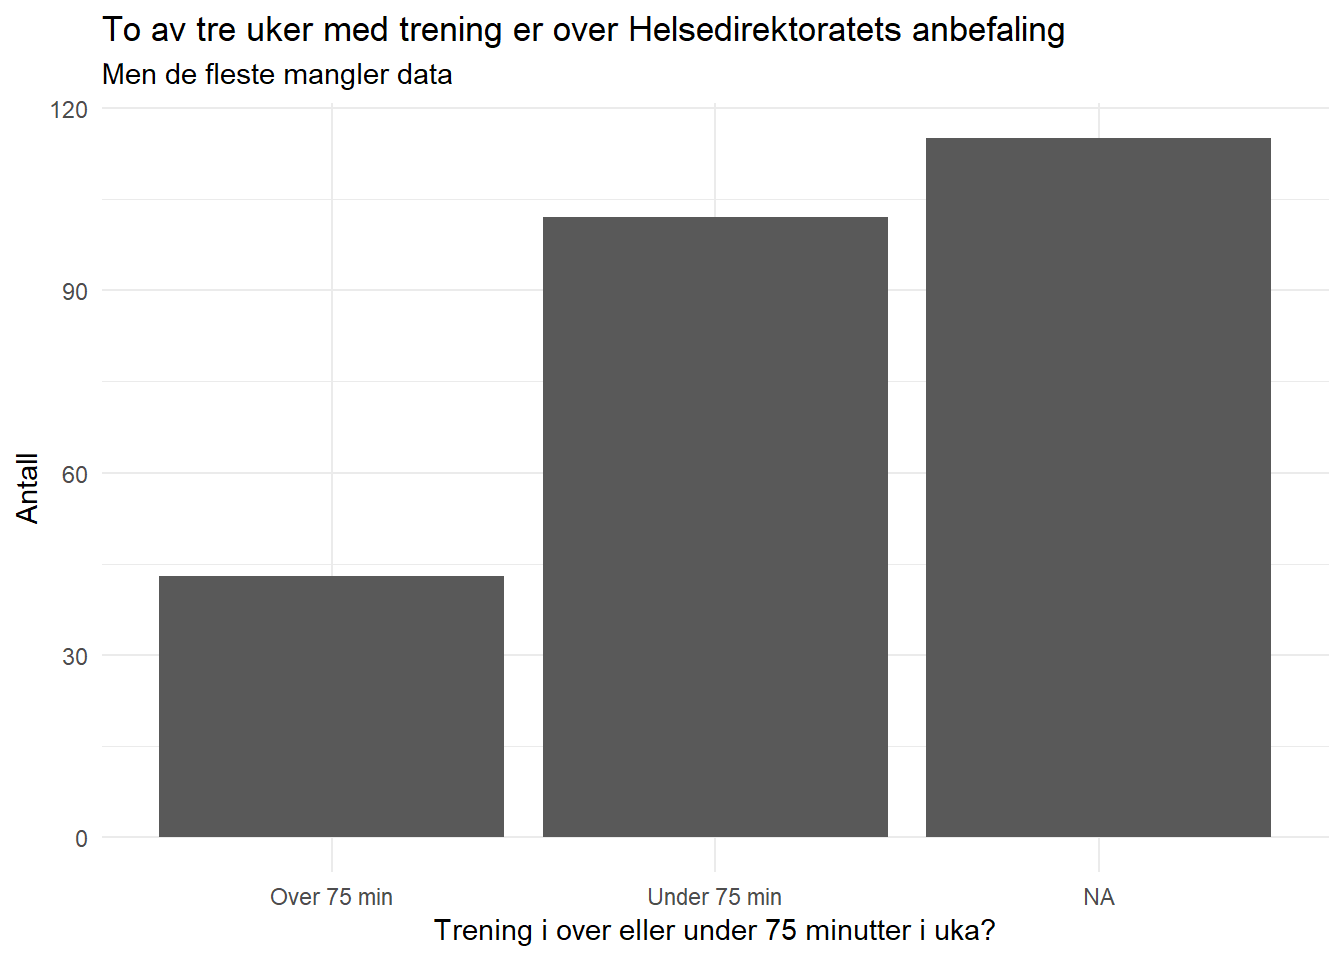 To av tre uker med trening er over Helsedirektoratets anbefaling
Men de fleste mangler data
120
90
60
30
0
Antall
Over 75 min
Under 75 min
NA
Trening i over eller under 75 minutter i uka?